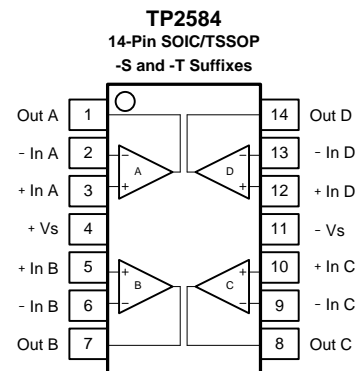 TP2584
14-Pin SOIC/TSSOP
-S and -T Suffixes
Out A 1 14 Out D
- In A 2 - - 13 - In D
A D
+ In A 3 + + 12 + In D
+ Vs 4 11 - Vs
+ In B 5 + + 10 + In C
B C
- In B 6 - - 9 - In C
Out B 7 8 Out C